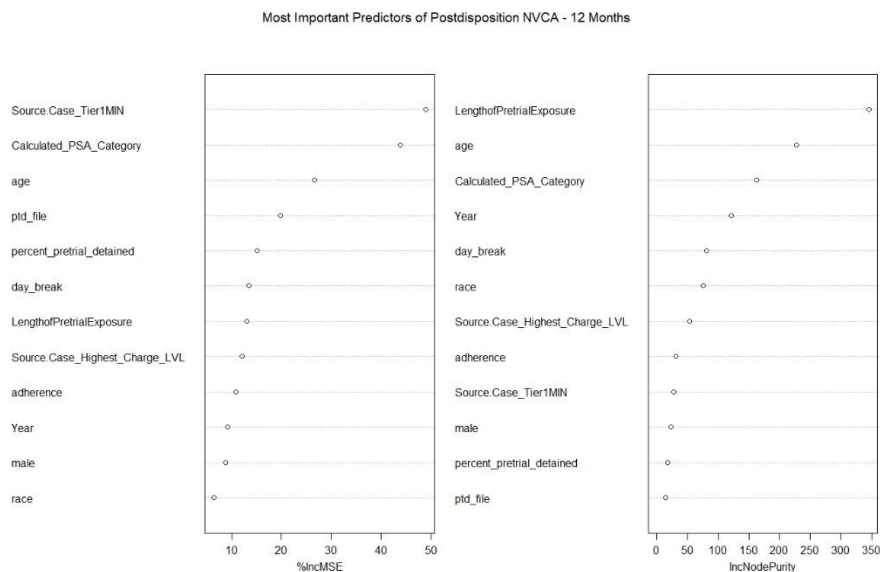 Most Important Predictors of Postdisposition NVCA - 12 Months
Source.Case_Tier1MIN
Calculated_PSA_Category
age
ptd_file
percent_pretrial_detained
day_break
LengthofPretrialExposure
Source.Case_Highest_Charge_LVL
adherence
Year
male
race
10 20 30 40 50
%IncMSE
LengthofPretrialExposure
age
Calculated_PSA_Category
Year
day_break
race
Source.Case_Highest_Charge_LVL
adherence
Source.Case_Tier1MIN
male
percent_pretrial_detained
ptd_file
0 50 100 150 200 250 300 350
IncNodePurity